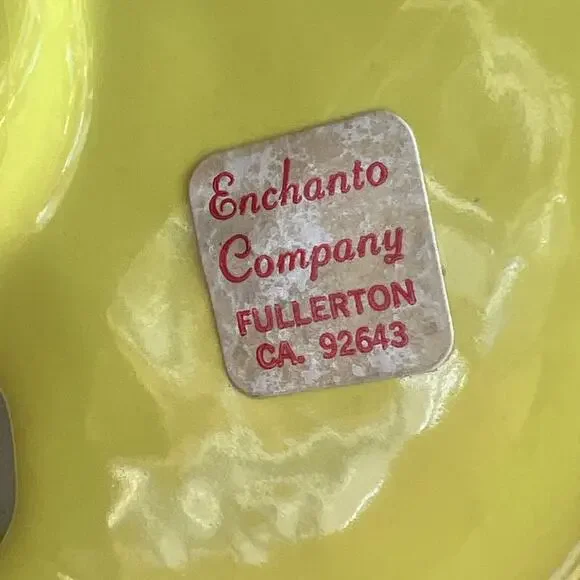 Enchanto
Company
FULLERTON
CA. 92643